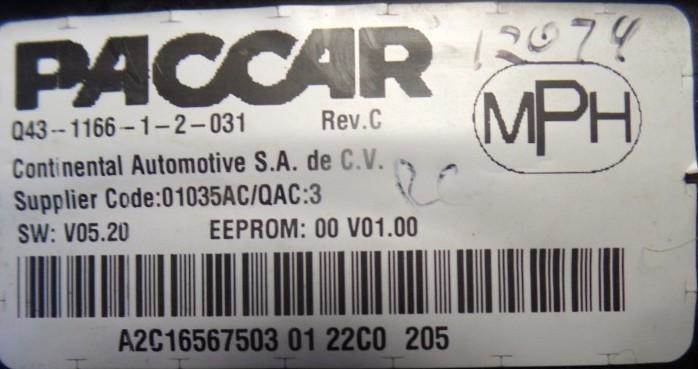 PACCAR
12074
Q43--1166-1-2-031 Rev.C
MPH
Continental Automotive S.A. de C.V.
Supplier Code:01035AC/QAC:3
SW: V05.20 EEPROM: 00 V01.00
A2C16567503 01 22C0 205